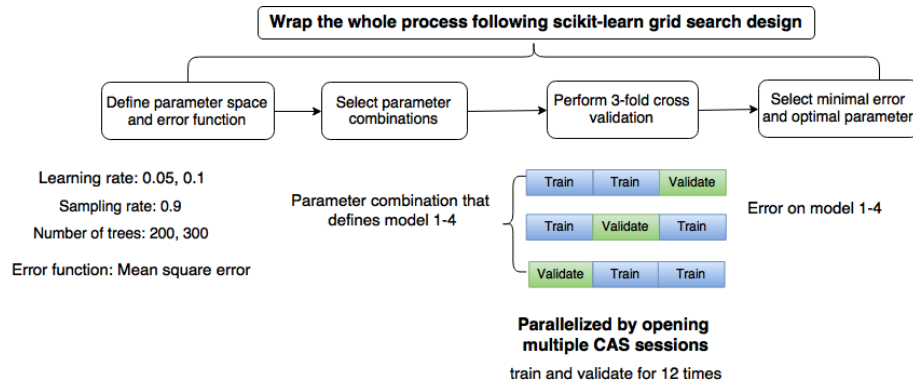 Wrap the whole process following scikit-learn grid search design
Define parameter space
and error function
Select parameter
combinations
Perform 3-fold cross
validation
Select minimal error
and optimal parameter
Learning rate: 0.05, 0.1
Sampling rate: 0.9
Number of trees: 200, 300
Error function: Mean square error
Parameter combination that
defines model 1-4
Train Train Validate
Train Validate Train
Validate Train Train
Error on model 1-4
Parallelized by opening
multiple CAS sessions
train and validate for 12 times